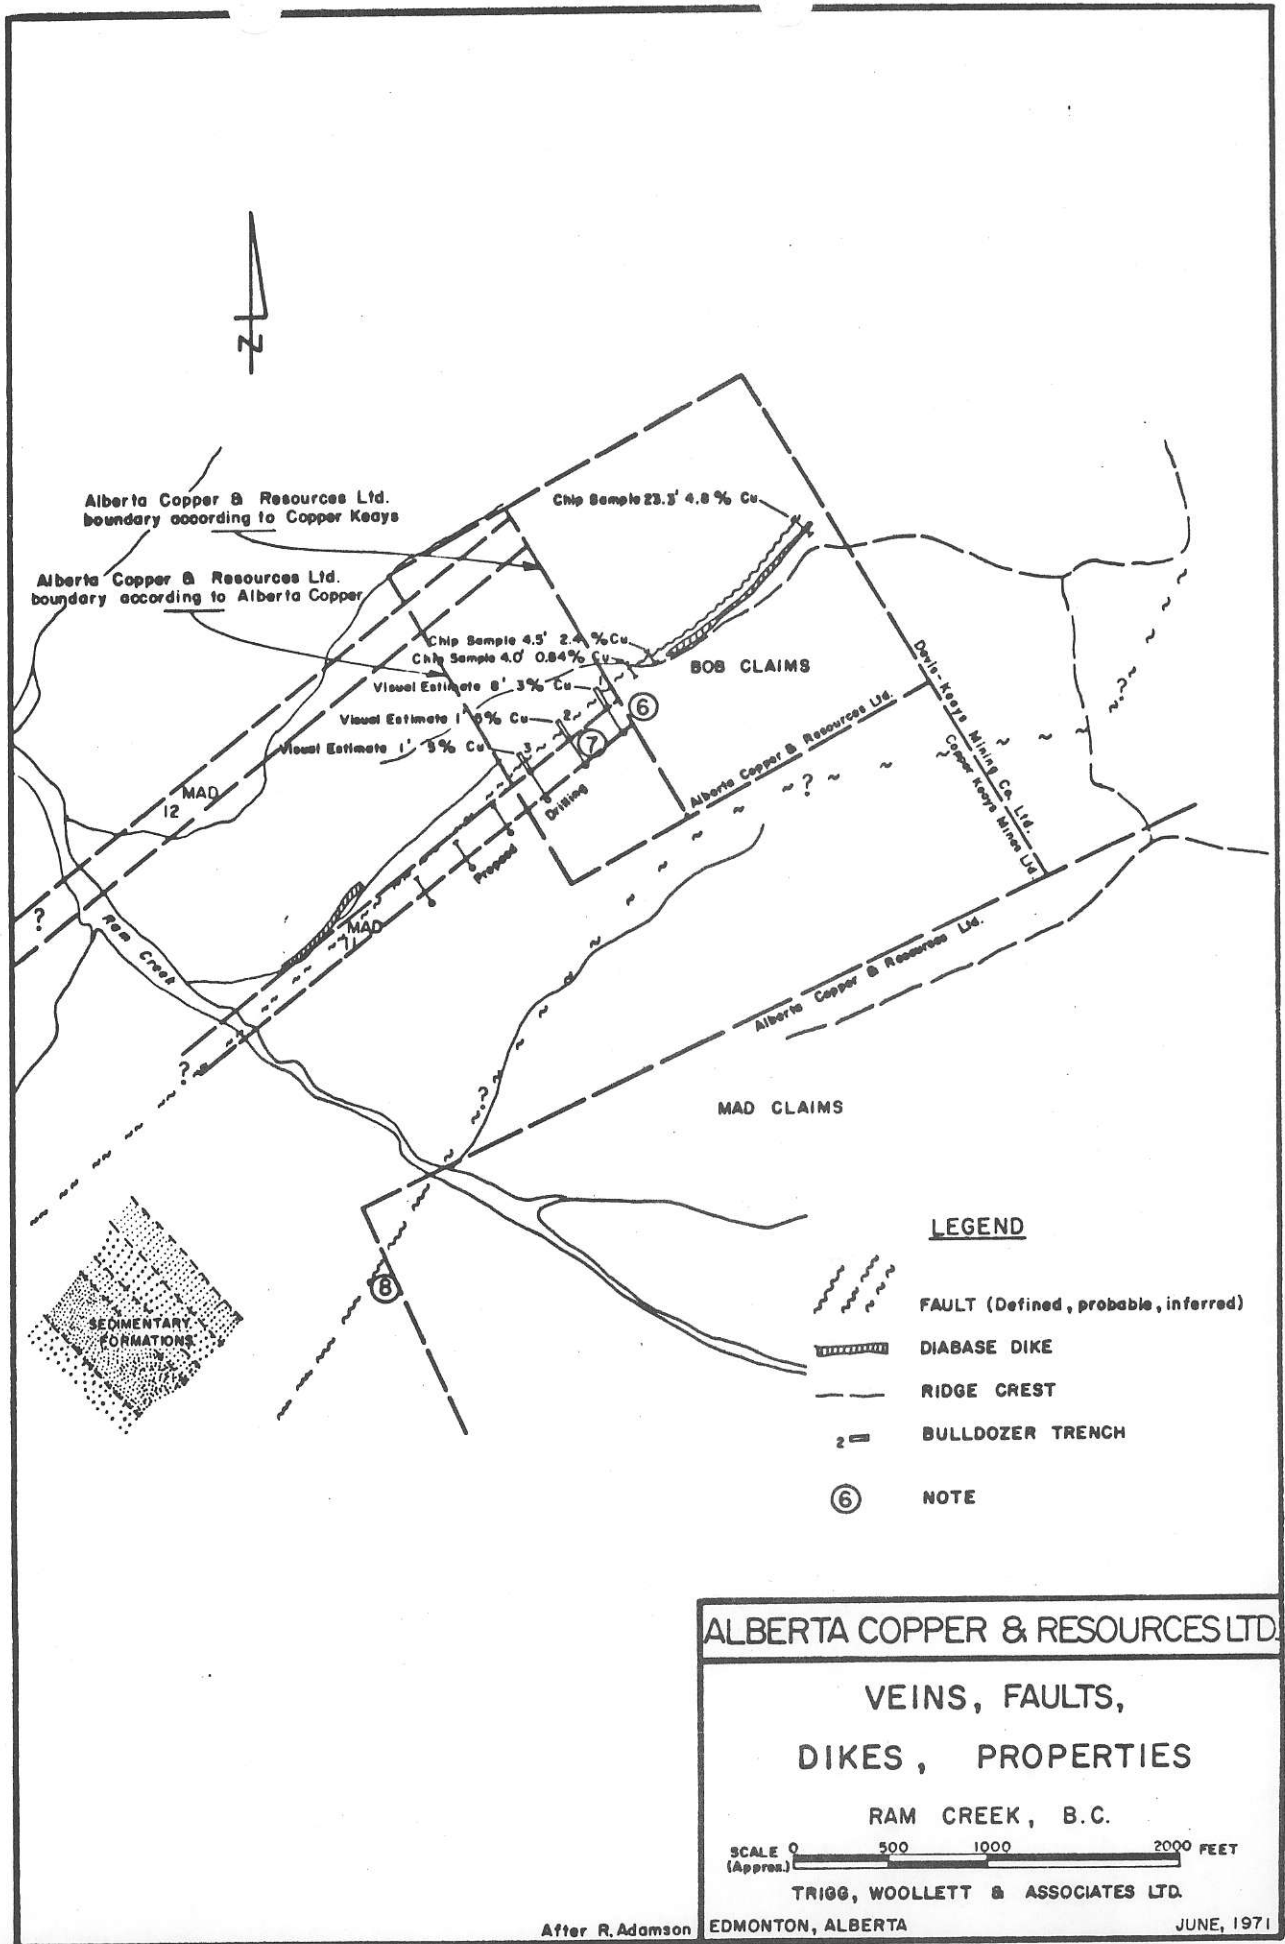 N
Alberta Copper & Resources Ltd.
boundary according to Copper Keays
Chip Sample 23.3' 4.8% Cu
Alberta Copper & Resources Ltd.
boundary according to Alberta Copper
Chip Sample 4.5' 2.4% Cu
Chip Sample 4.0' 0.84% Cu
BOB CLAIMS
Visual Estimate 8' 3% Cu
6
Visual Estimate 1' 5% Cu
2
7
Visual Estimate 1' 5% Cu
3
Davis-Keays Mining Co. Ltd.
Copper Keays Mines Ltd.
Alberta Copper & Resources Ltd.
?
?
MAD
12
Drilling
Proposed
?
Ram Creek
MAD
11
Alberta Copper & Resources Ltd.
?
?
MAD CLAIMS
8
SEDIMENTARY
FORMATIONS
LEGEND
FAULT (Defined, probable, inferred)
DIABASE DIKE
RIDGE CREST
2
BULLDOZER TRENCH
6
NOTE
ALBERTA COPPER & RESOURCES LTD.
VEINS, FAULTS,
DIKES, PROPERTIES
RAM CREEK, B.C.
SCALE 0 500 1000 2000 FEET
(Approx.)
TRIGG, WOOLLETT & ASSOCIATES LTD.
After R. Adamson
EDMONTON, ALBERTA JUNE, 1971